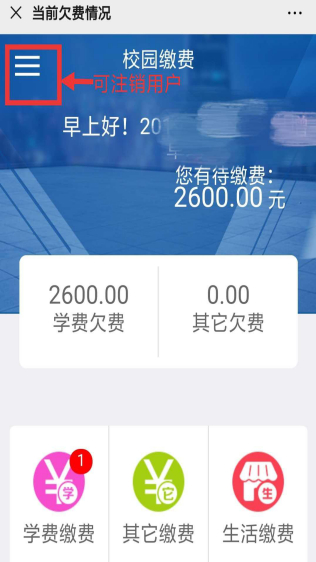 当前欠费情况
校园缴费
可注销用户
早上好！20
您有待缴费：
2600.00 元
2600.00
学费欠费
0.00
其它欠费
1
学
它
生
学费缴费
其它缴费
生活缴费